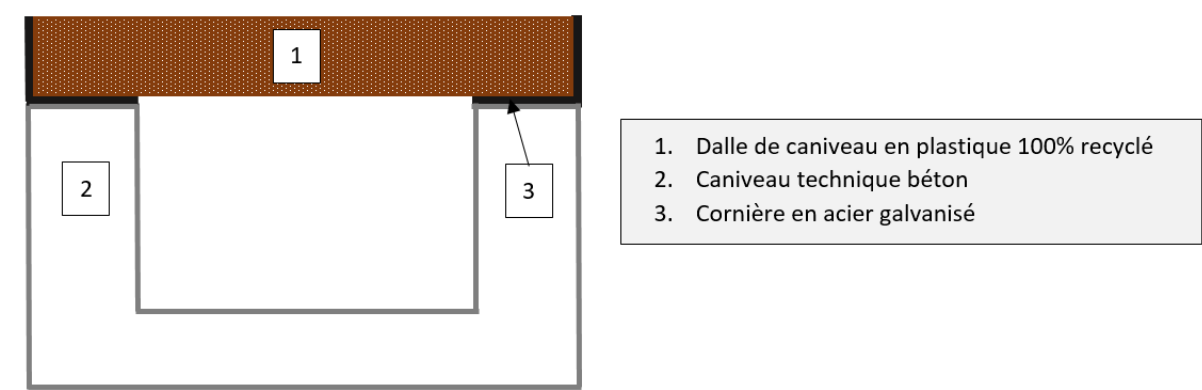 1
2
3
1. Dalle de caniveau en plastique 100% recyclé
2. Caniveau technique béton
3. Cornière en acier galvanisé